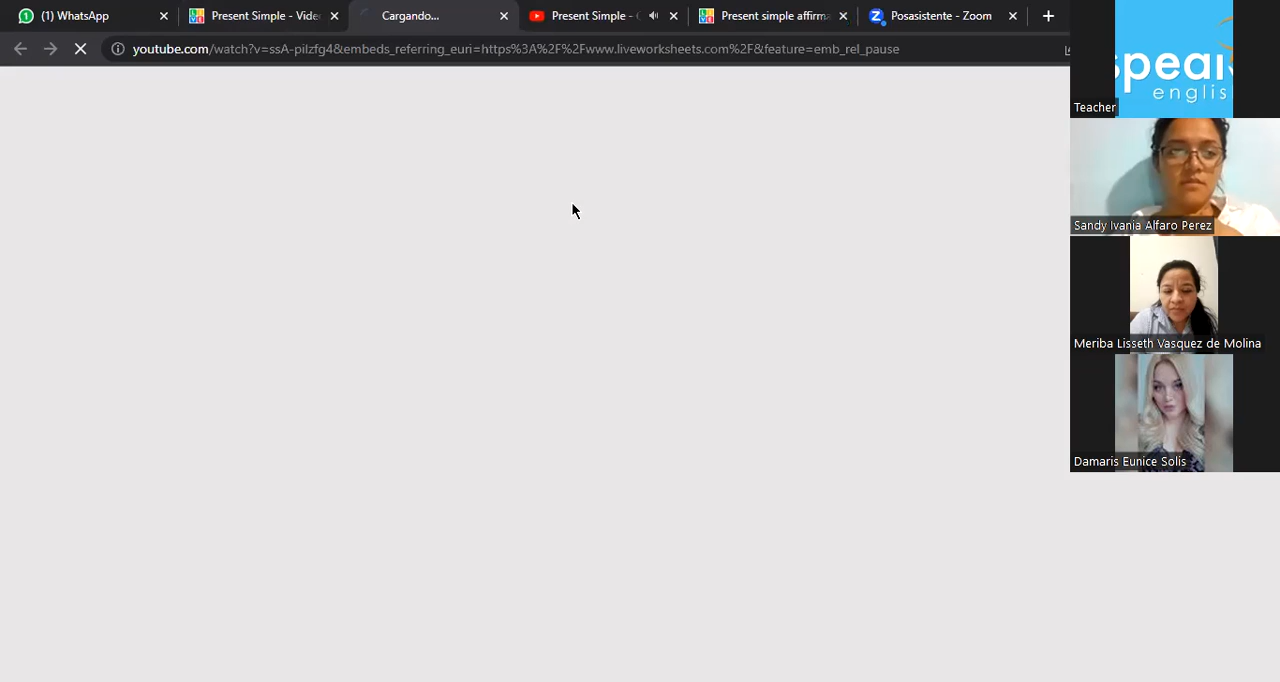 (1) WhatsApp
Present Simple - Vide
Cargando...
Present Simple - (
Present simple affirma
Posasistente - Zoom
youtube.com/watch?v=ssA-pilzfg4&embeds_referring_euri=https%3A%2F%2Fwww.liveworksheets.com%2F&feature=emb_rel_pause
speak
englis
Teacher
Sandy Ivania Alfaro Perez
Meriba Lisseth Vasquez de Molina
Damaris Eunice Solis